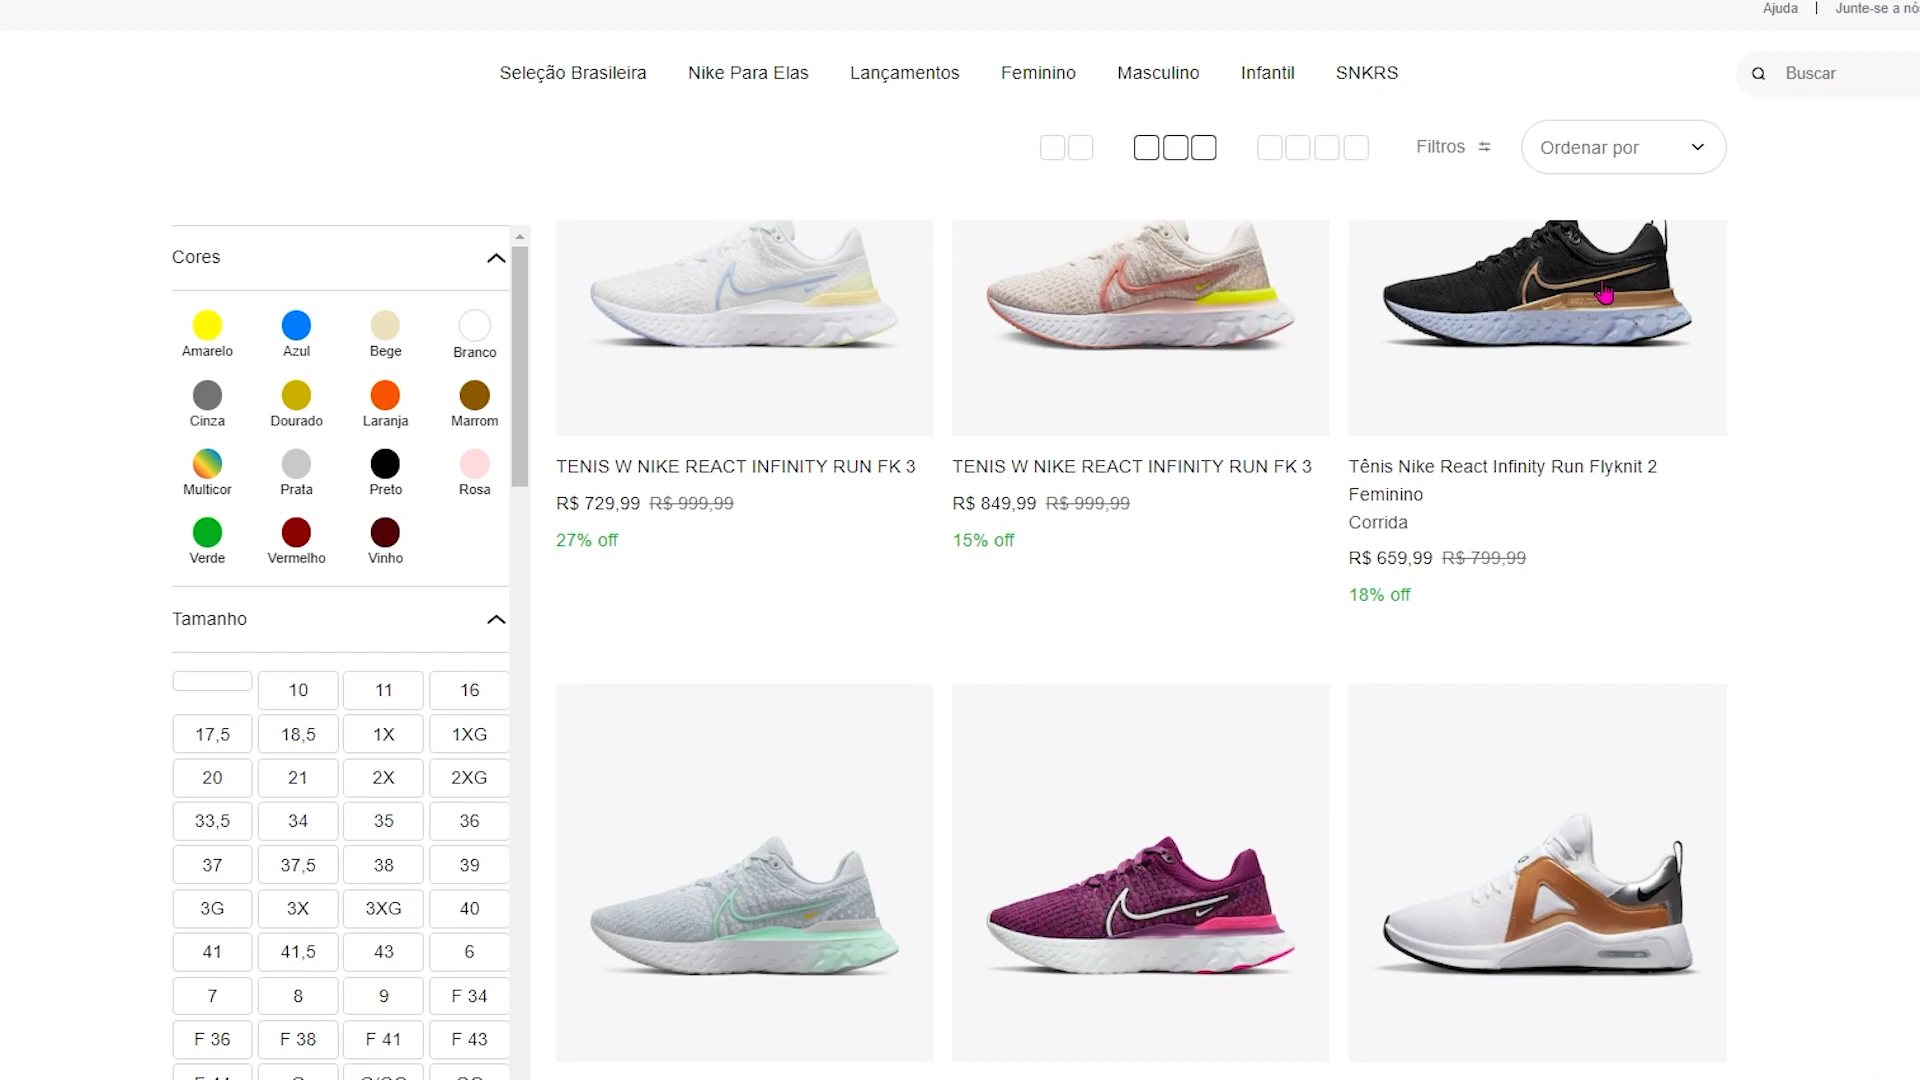 Ajuda | Junte-se a nós
Seleção Brasileira Nike Para Elas Lançamentos Feminino Masculino Infantil SNKRS
Buscar
Filtros
Ordenar por
Cores
Amarelo Azul Bege Branco
Cinza Dourado Laranja Marrom
Multicor Prata Preto Rosa
Verde Vermelho Vinho
Tamanho
10 11 16
17,5 18,5 1X 1XG
20 21 2X 2XG
33,5 34 35 36
37 37,5 38 39
3G 3X 3XG 40
41 41,5 43 6
7 8 9 F 34
F 36 F 38 F 41 F 43
TENIS W NIKE REACT INFINITY RUN FK 3
R$ 729,99 R$ 999,99
27% off
TENIS W NIKE REACT INFINITY RUN FK 3
R$ 849,99 R$ 999,99
15% off
Tênis Nike React Infinity Run Flyknit 2
Feminino
Corrida
R$ 659,99 R$ 799,99
18% off